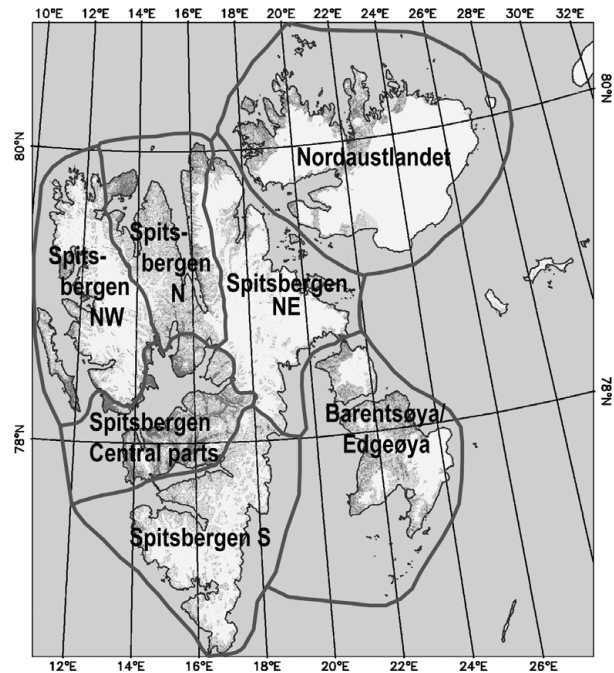 10°E 12°E 14°E 16°E 18°E 20°E 22°E 24°E 26°E 28°E 30°E 32°E
80°N
80°N
Nordaustlandet
Spits-
bergen
NW
Spits-
bergen
N
Spitsbergen
NE
78°N
Barentsøya/
Edgeøya
Spitsbergen
Central parts
78°N
Spitsbergen S
12°E 14°E 16°E 18°E 20°E 22°E 24°E 26°E